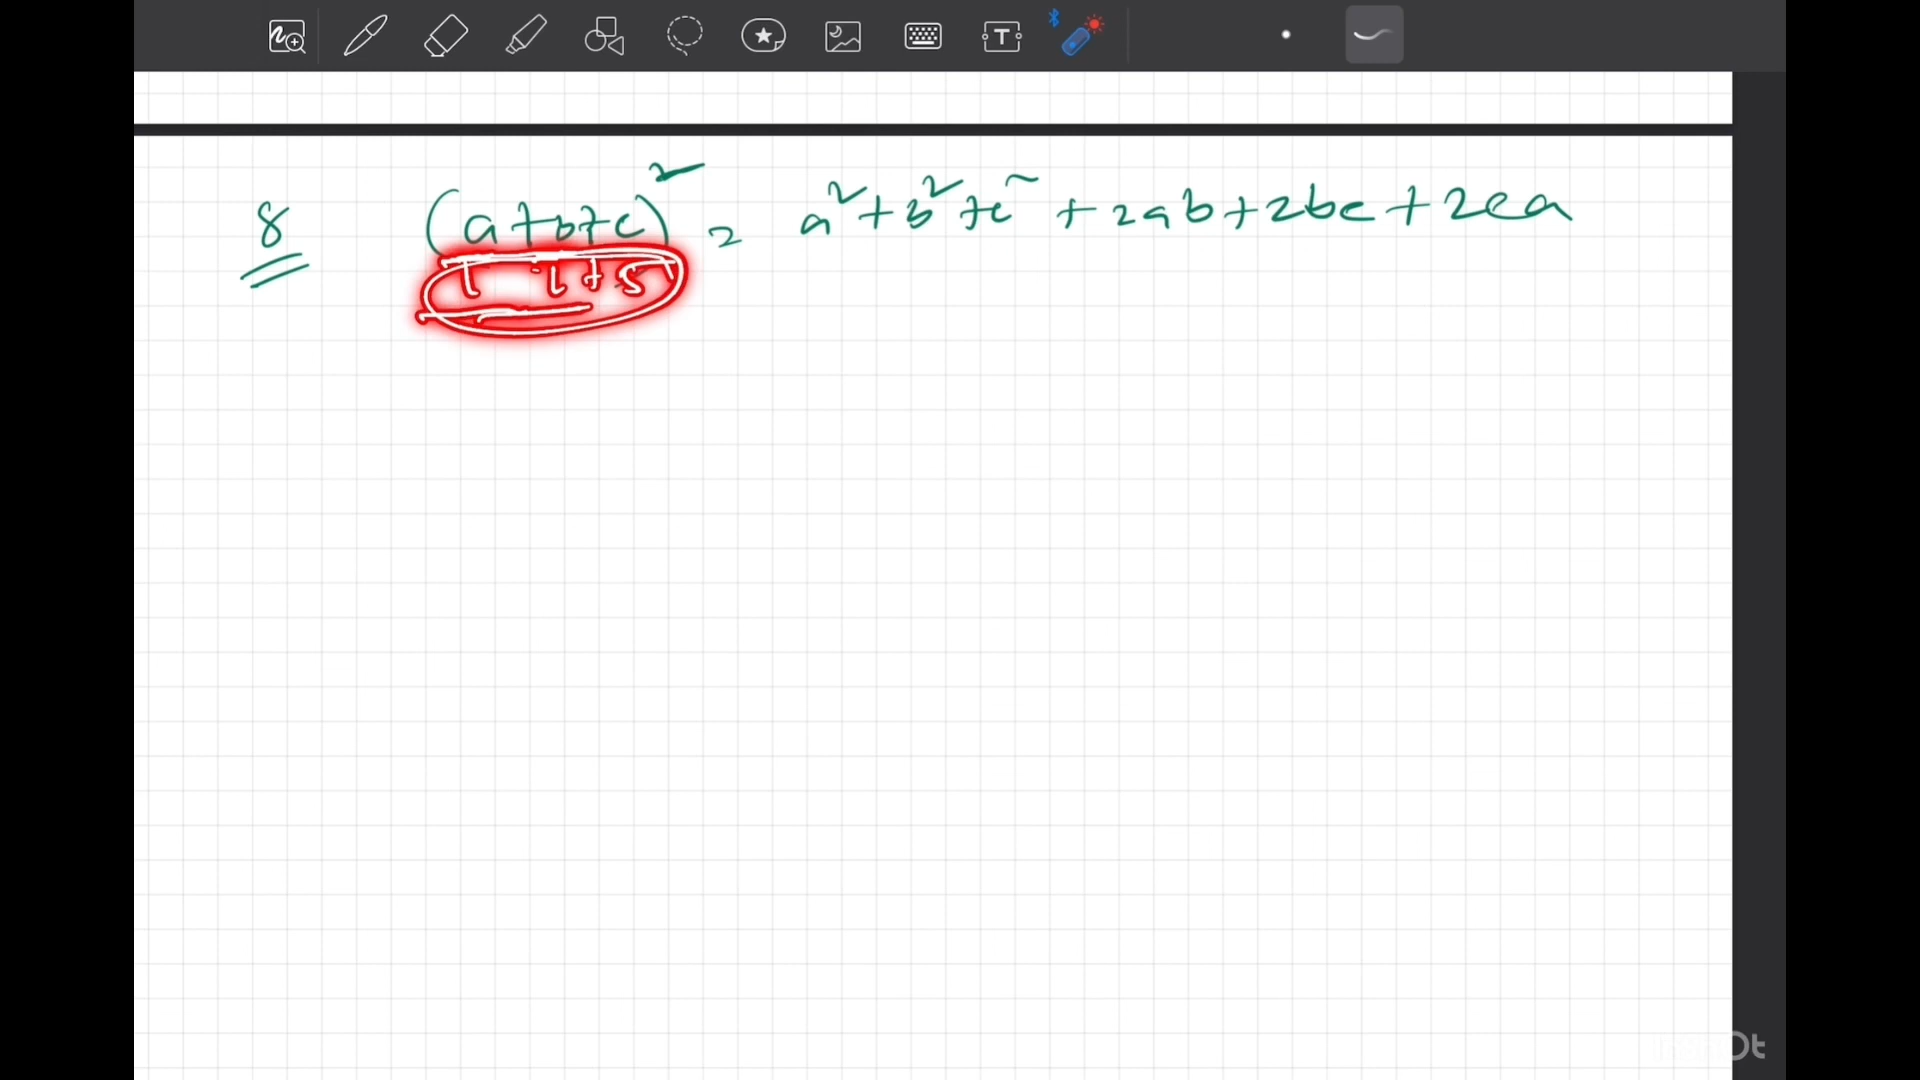 8 (a+b+c)² = a²+b²+c² + 2ab+2bc+2ca